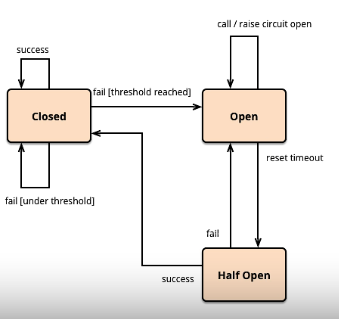 call / raise circuit open
success
fail [threshold reached]
Closed
Open
reset timeout
fail [under threshold]
fail
success
Half Open